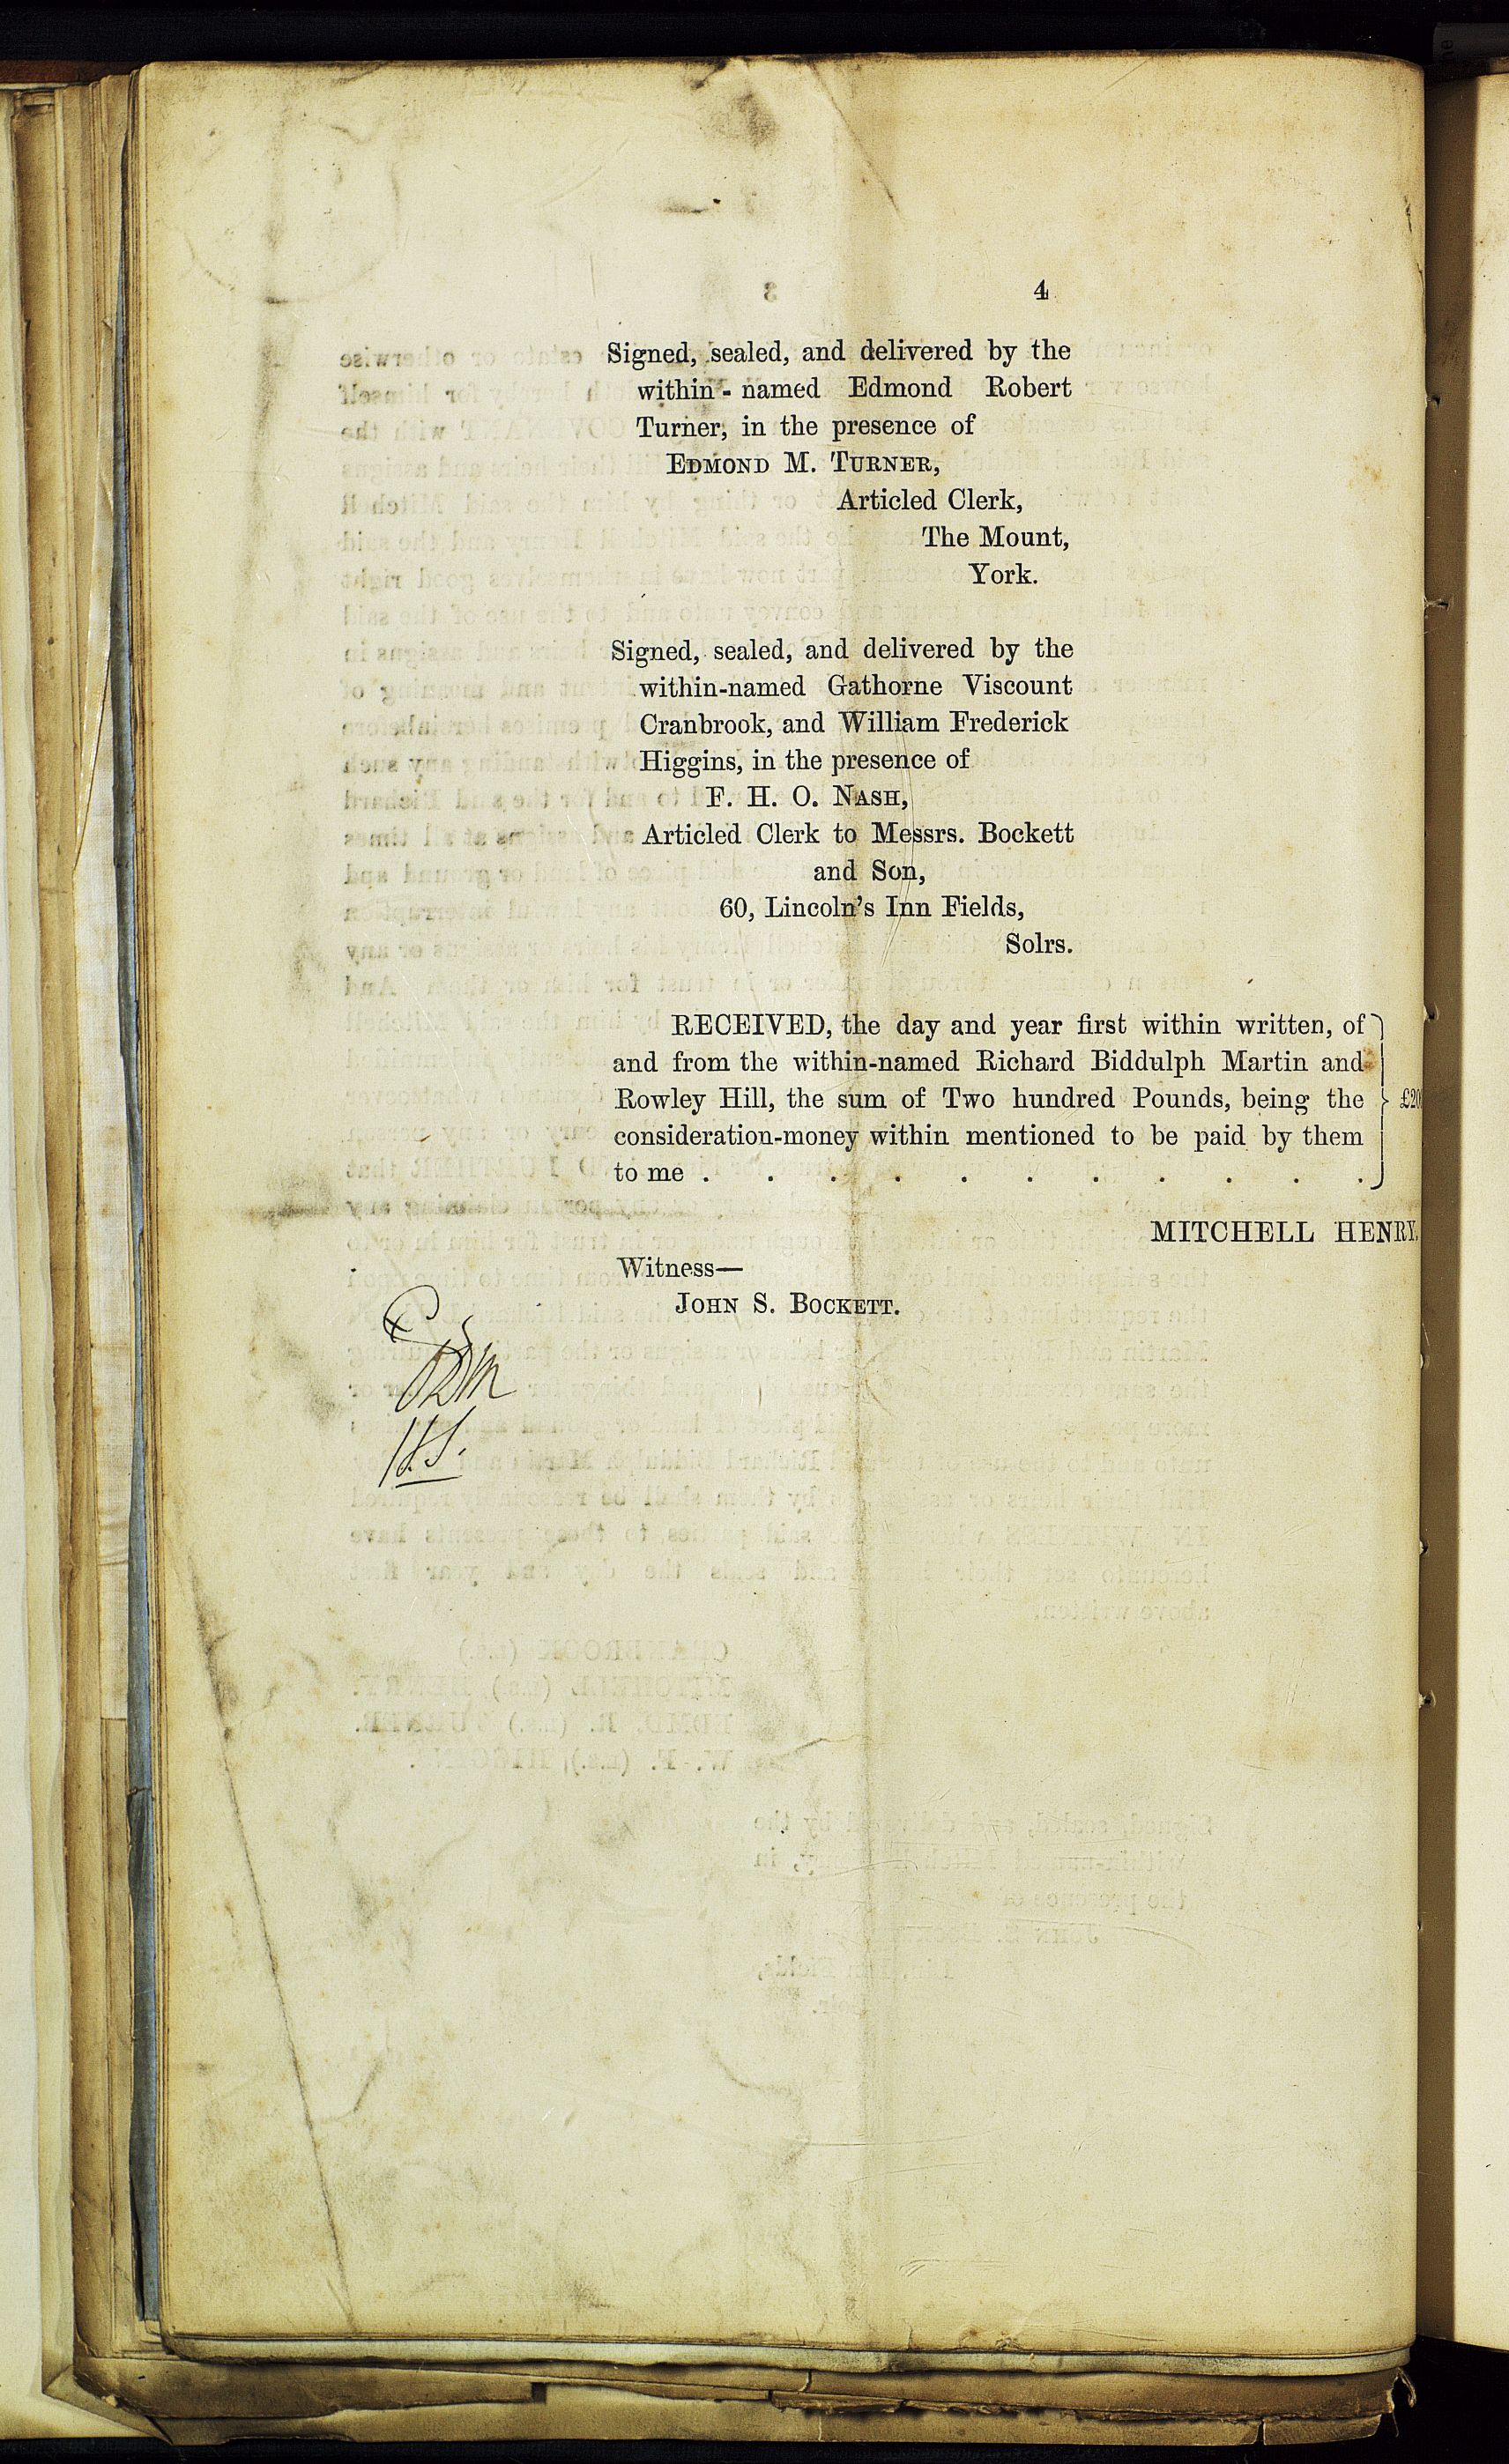 4
Signed, sealed, and delivered by the
within-named Edmond Robert
Turner, in the presence of
EDMOND M. TURNER,
Articled Clerk,
The Mount,
York.
Signed, sealed, and delivered by the
within-named Gathorne Viscount
Cranbrook, and William Frederick
Higgins, in the presence of
F. H. O. NASH,
Articled Clerk to Messrs. Bockett
and Son,
60, Lincoln's Inn Fields,
Solrs.
RECEIVED, the day and year first within written, of
and from the within-named Richard Biddulph Martin and
Rowley Hill, the sum of Two hundred Pounds, being the £20
consideration-money within mentioned to be paid by them
to me . . . . . . . . . . .
MITCHELL HENRY.
Witness—
JOHN S. BOCKETT.